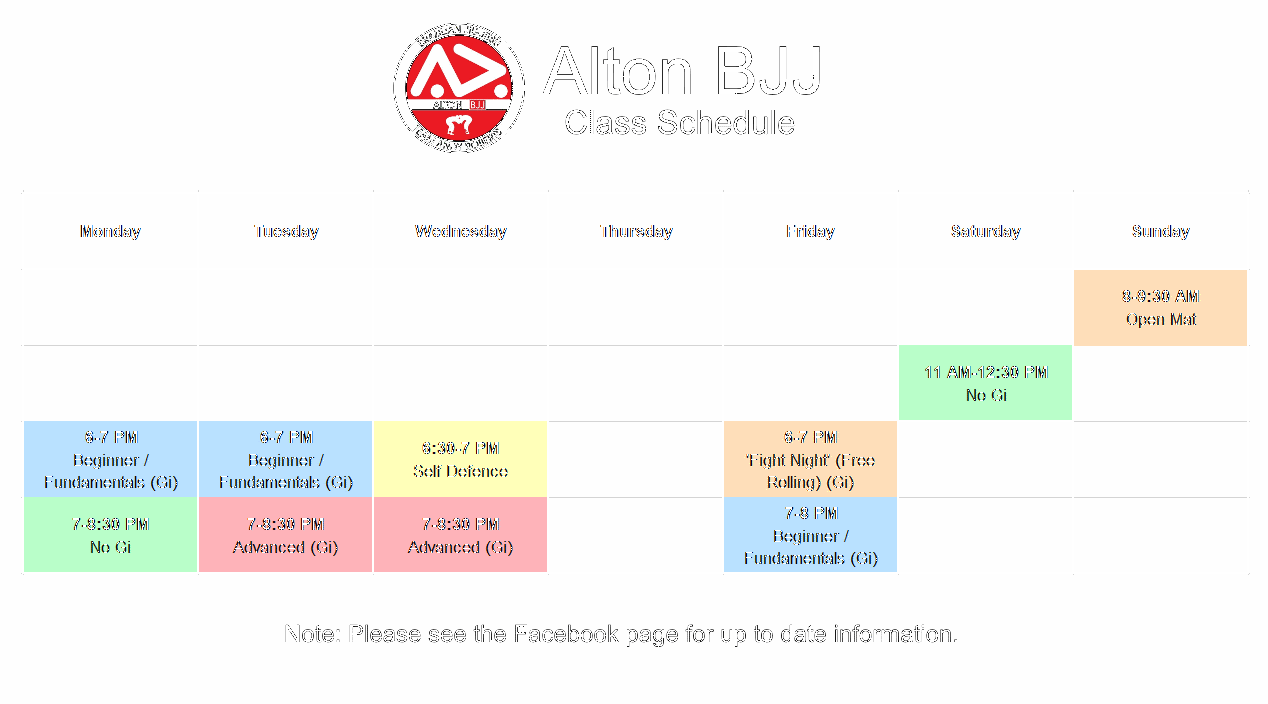 ALTON BJJ
Alton BJJ
Class Schedule
Monday Tuesday Wednesday Thursday Friday Saturday Sunday
AM
Open Mat
11 AM-12:30 PM
No Gi
6-7 PM
Beginner /
Fundamentals (Gi)
6-7 PM
Beginner /
Fundamentals (Gi)
6:30-7 PM
Self Defence
6-7 PM
'Fight Night' (Free
Rolling) (Gi)
7-8:30 PM
No Gi
7-8:30 PM
Advanced (Gi)
7-8:30 PM
Advanced (Gi)
7-8 PM
Beginner /
Fundamentals (Gi)
Note: Please see the Facebook page for up to date information.